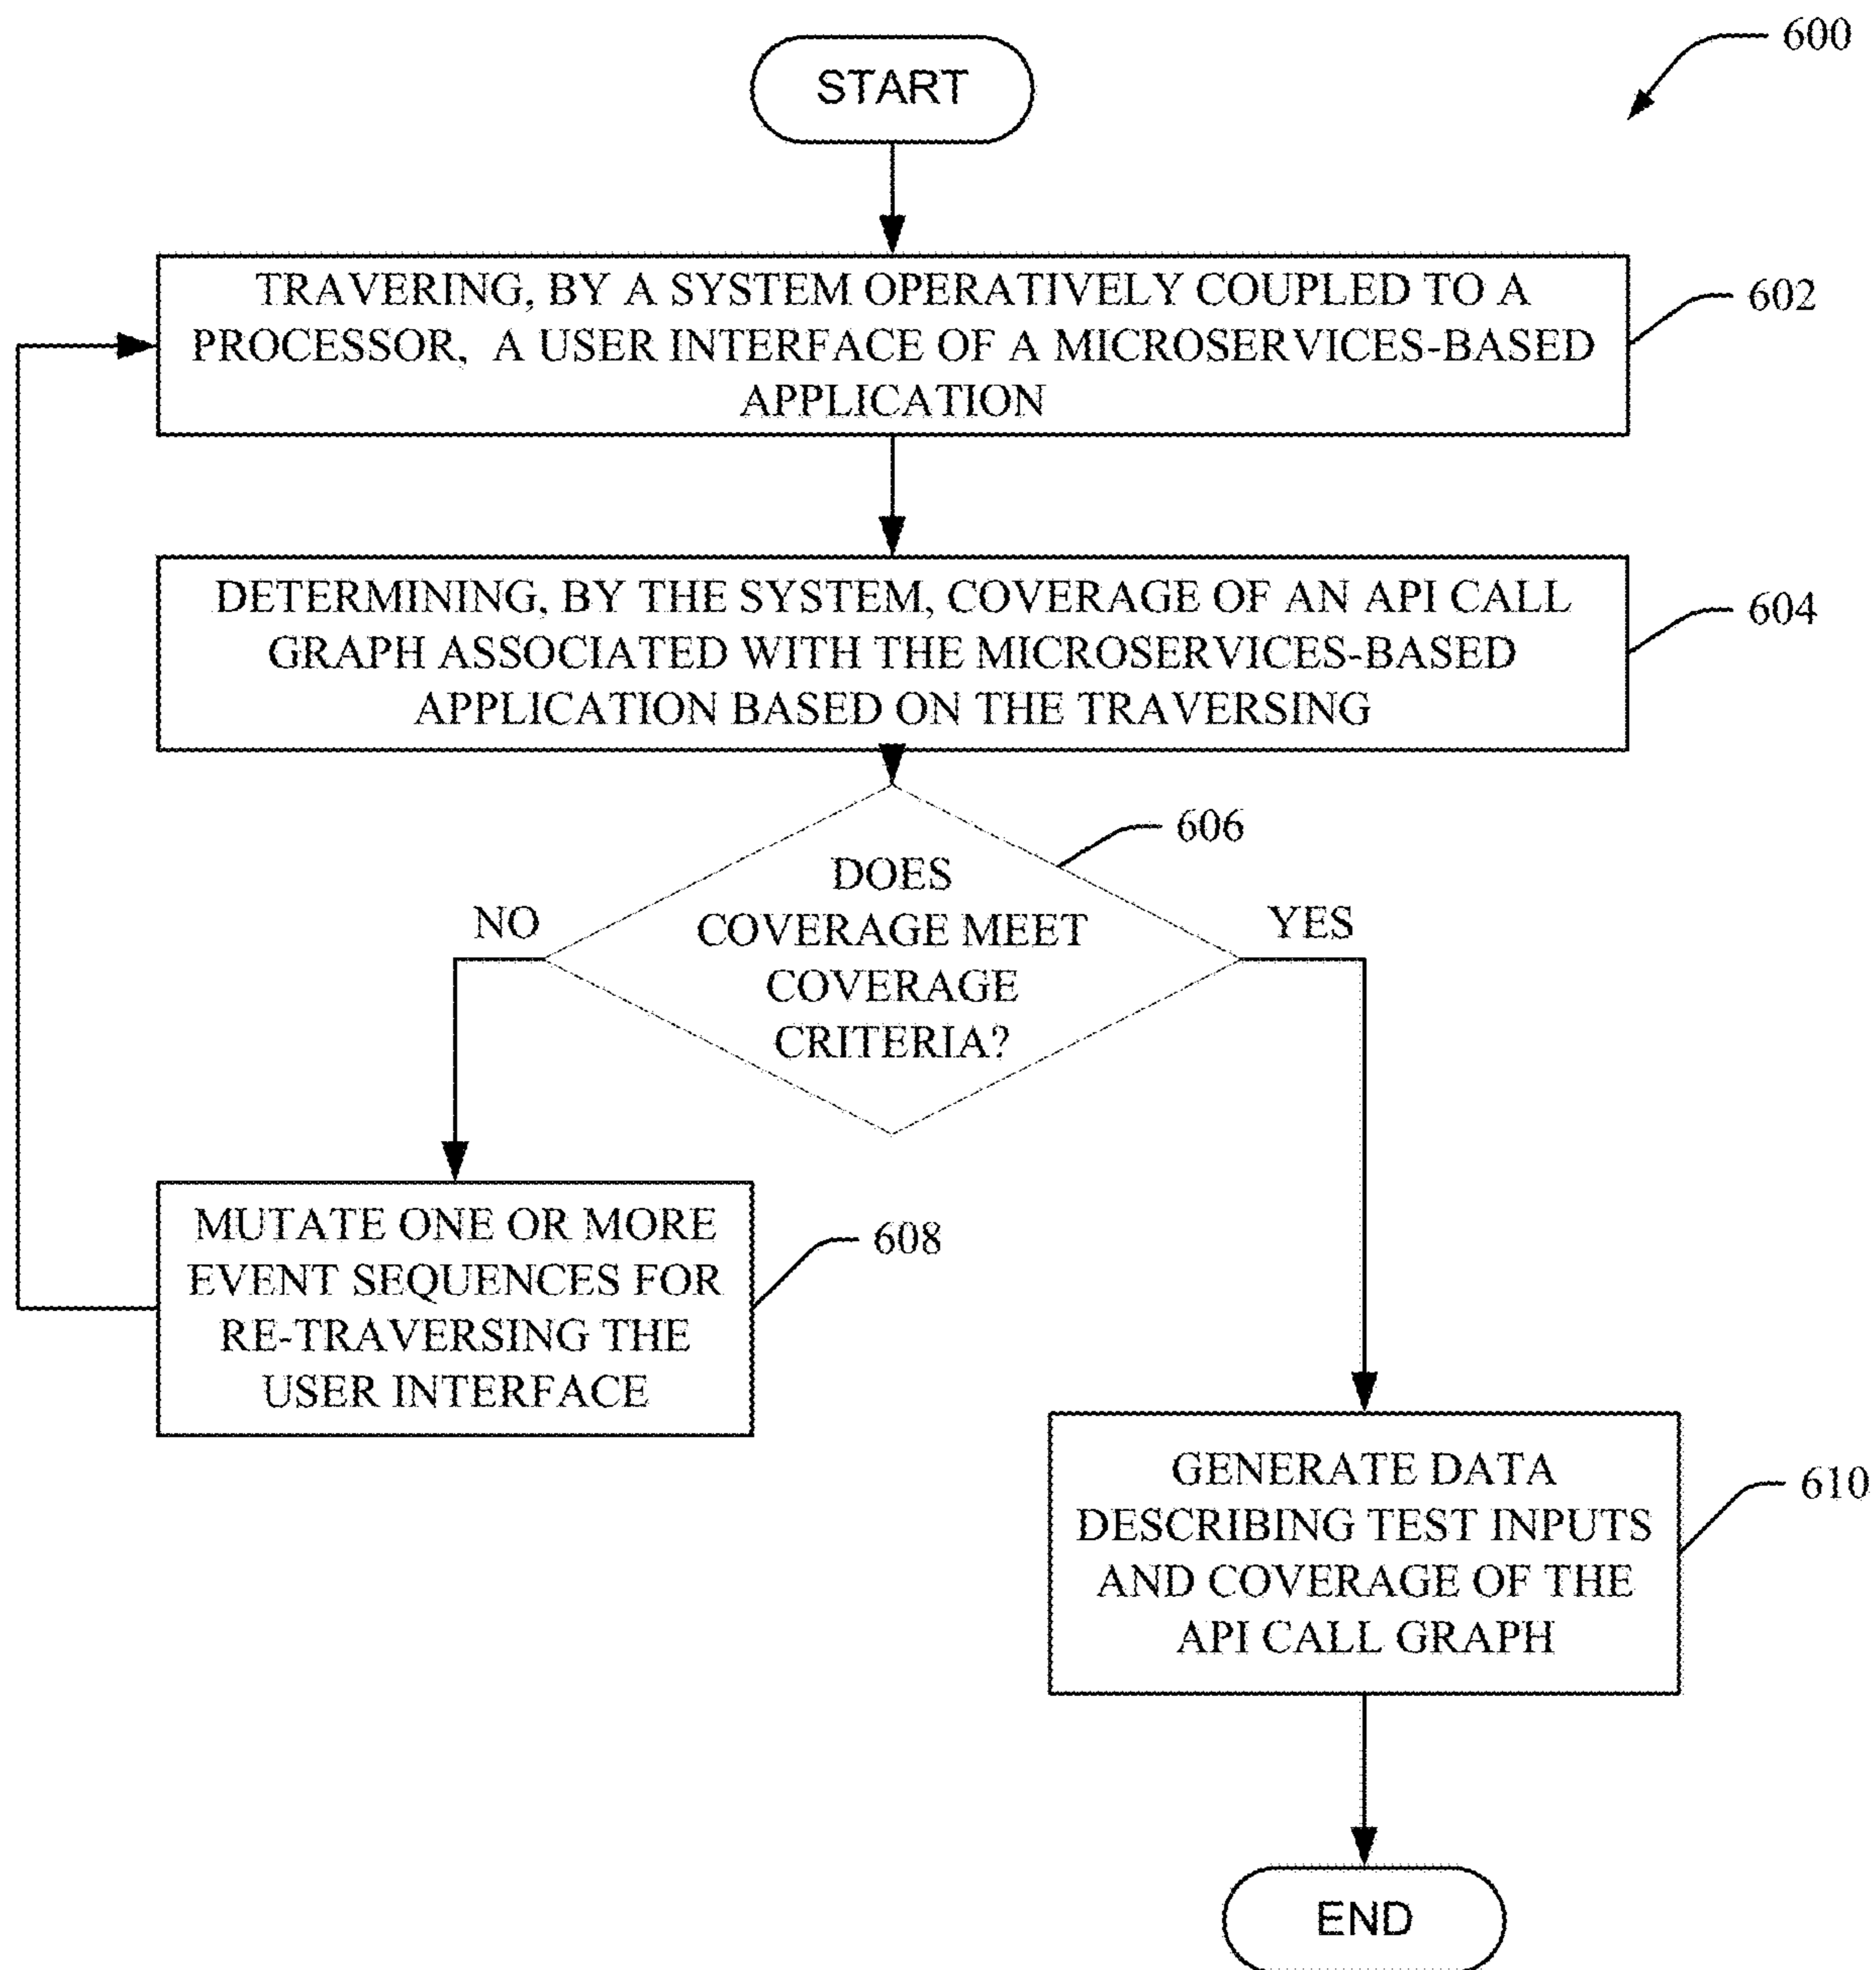 600
START
TRAVERING, BY A SYSTEM OPERATIVELY COUPLED TO A
PROCESSOR, A USER INTERFACE OF A MICROSERVICES-BASED
APPLICATION
602
DETERMINING, BY THE SYSTEM, COVERAGE OF AN API CALL
GRAPH ASSOCIATED WITH THE MICROSERVICES-BASED
APPLICATION BASED ON THE TRAVERSING
604
606
DOES
COVERAGE MEET
COVERAGE
CRITERIA?
NO
YES
MUTATE ONE OR MORE
EVENT SEQUENCES FOR
RE-TRAVERSING THE
USER INTERFACE
608
GENERATE DATA
DESCRIBING TEST INPUTS
AND COVERAGE OF THE
API CALL GRAPH
610
END